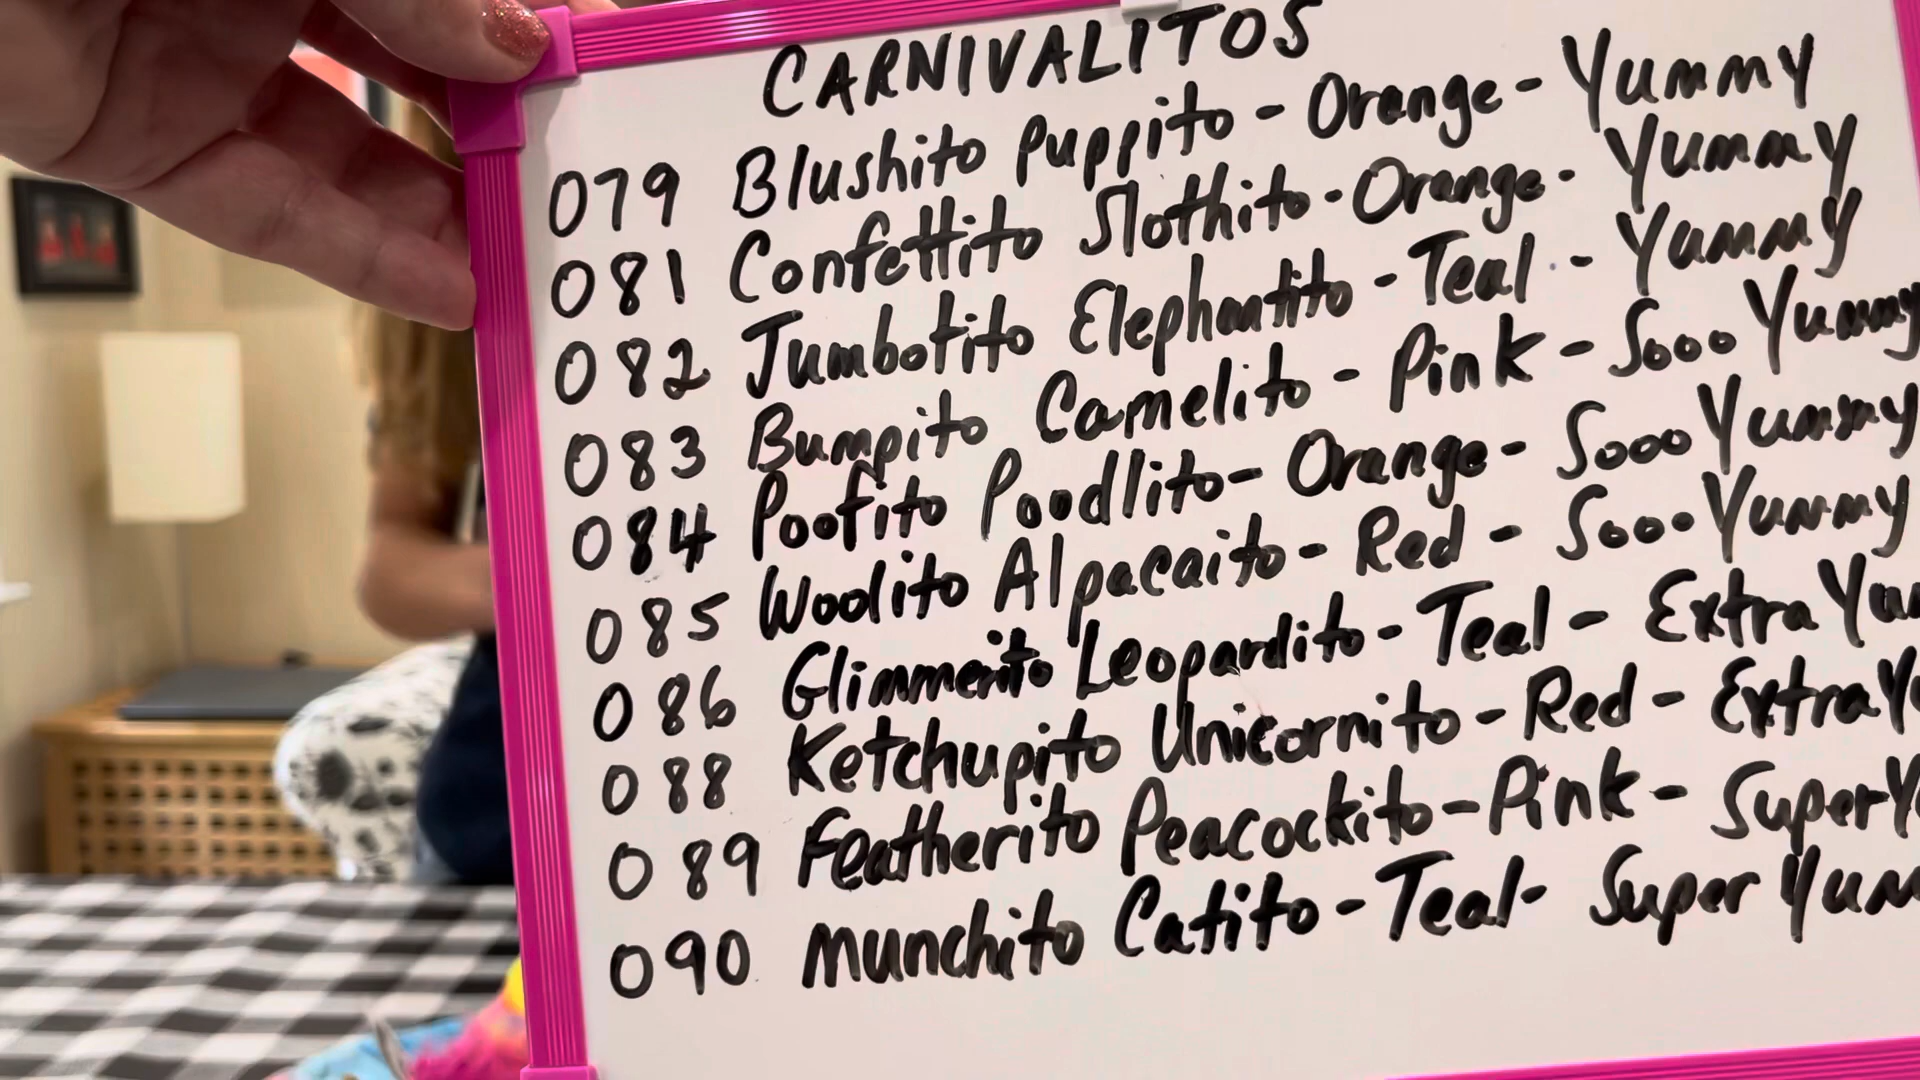 CARNIVALITOS
079 Blushito Puppito - Orange - Yummy
081 Confettito Slothito - Orange - Yummy
082 Jumbotito Elephantito - Teal - Yummy
083 Bumpito Camelito - Pink - Sooo Yummy
084 Poofito Poodlito - Orange - Sooo Yummy
085 Woolito Alpacaito - Red - Sooo Yummy
086 Glimmerito Leopardito - Teal - Extra
088 Ketchupito Unicornito - Red - Extra
089 Featherito Peacockito - Pink - Super
090 Munchito Catito - Teal - Super